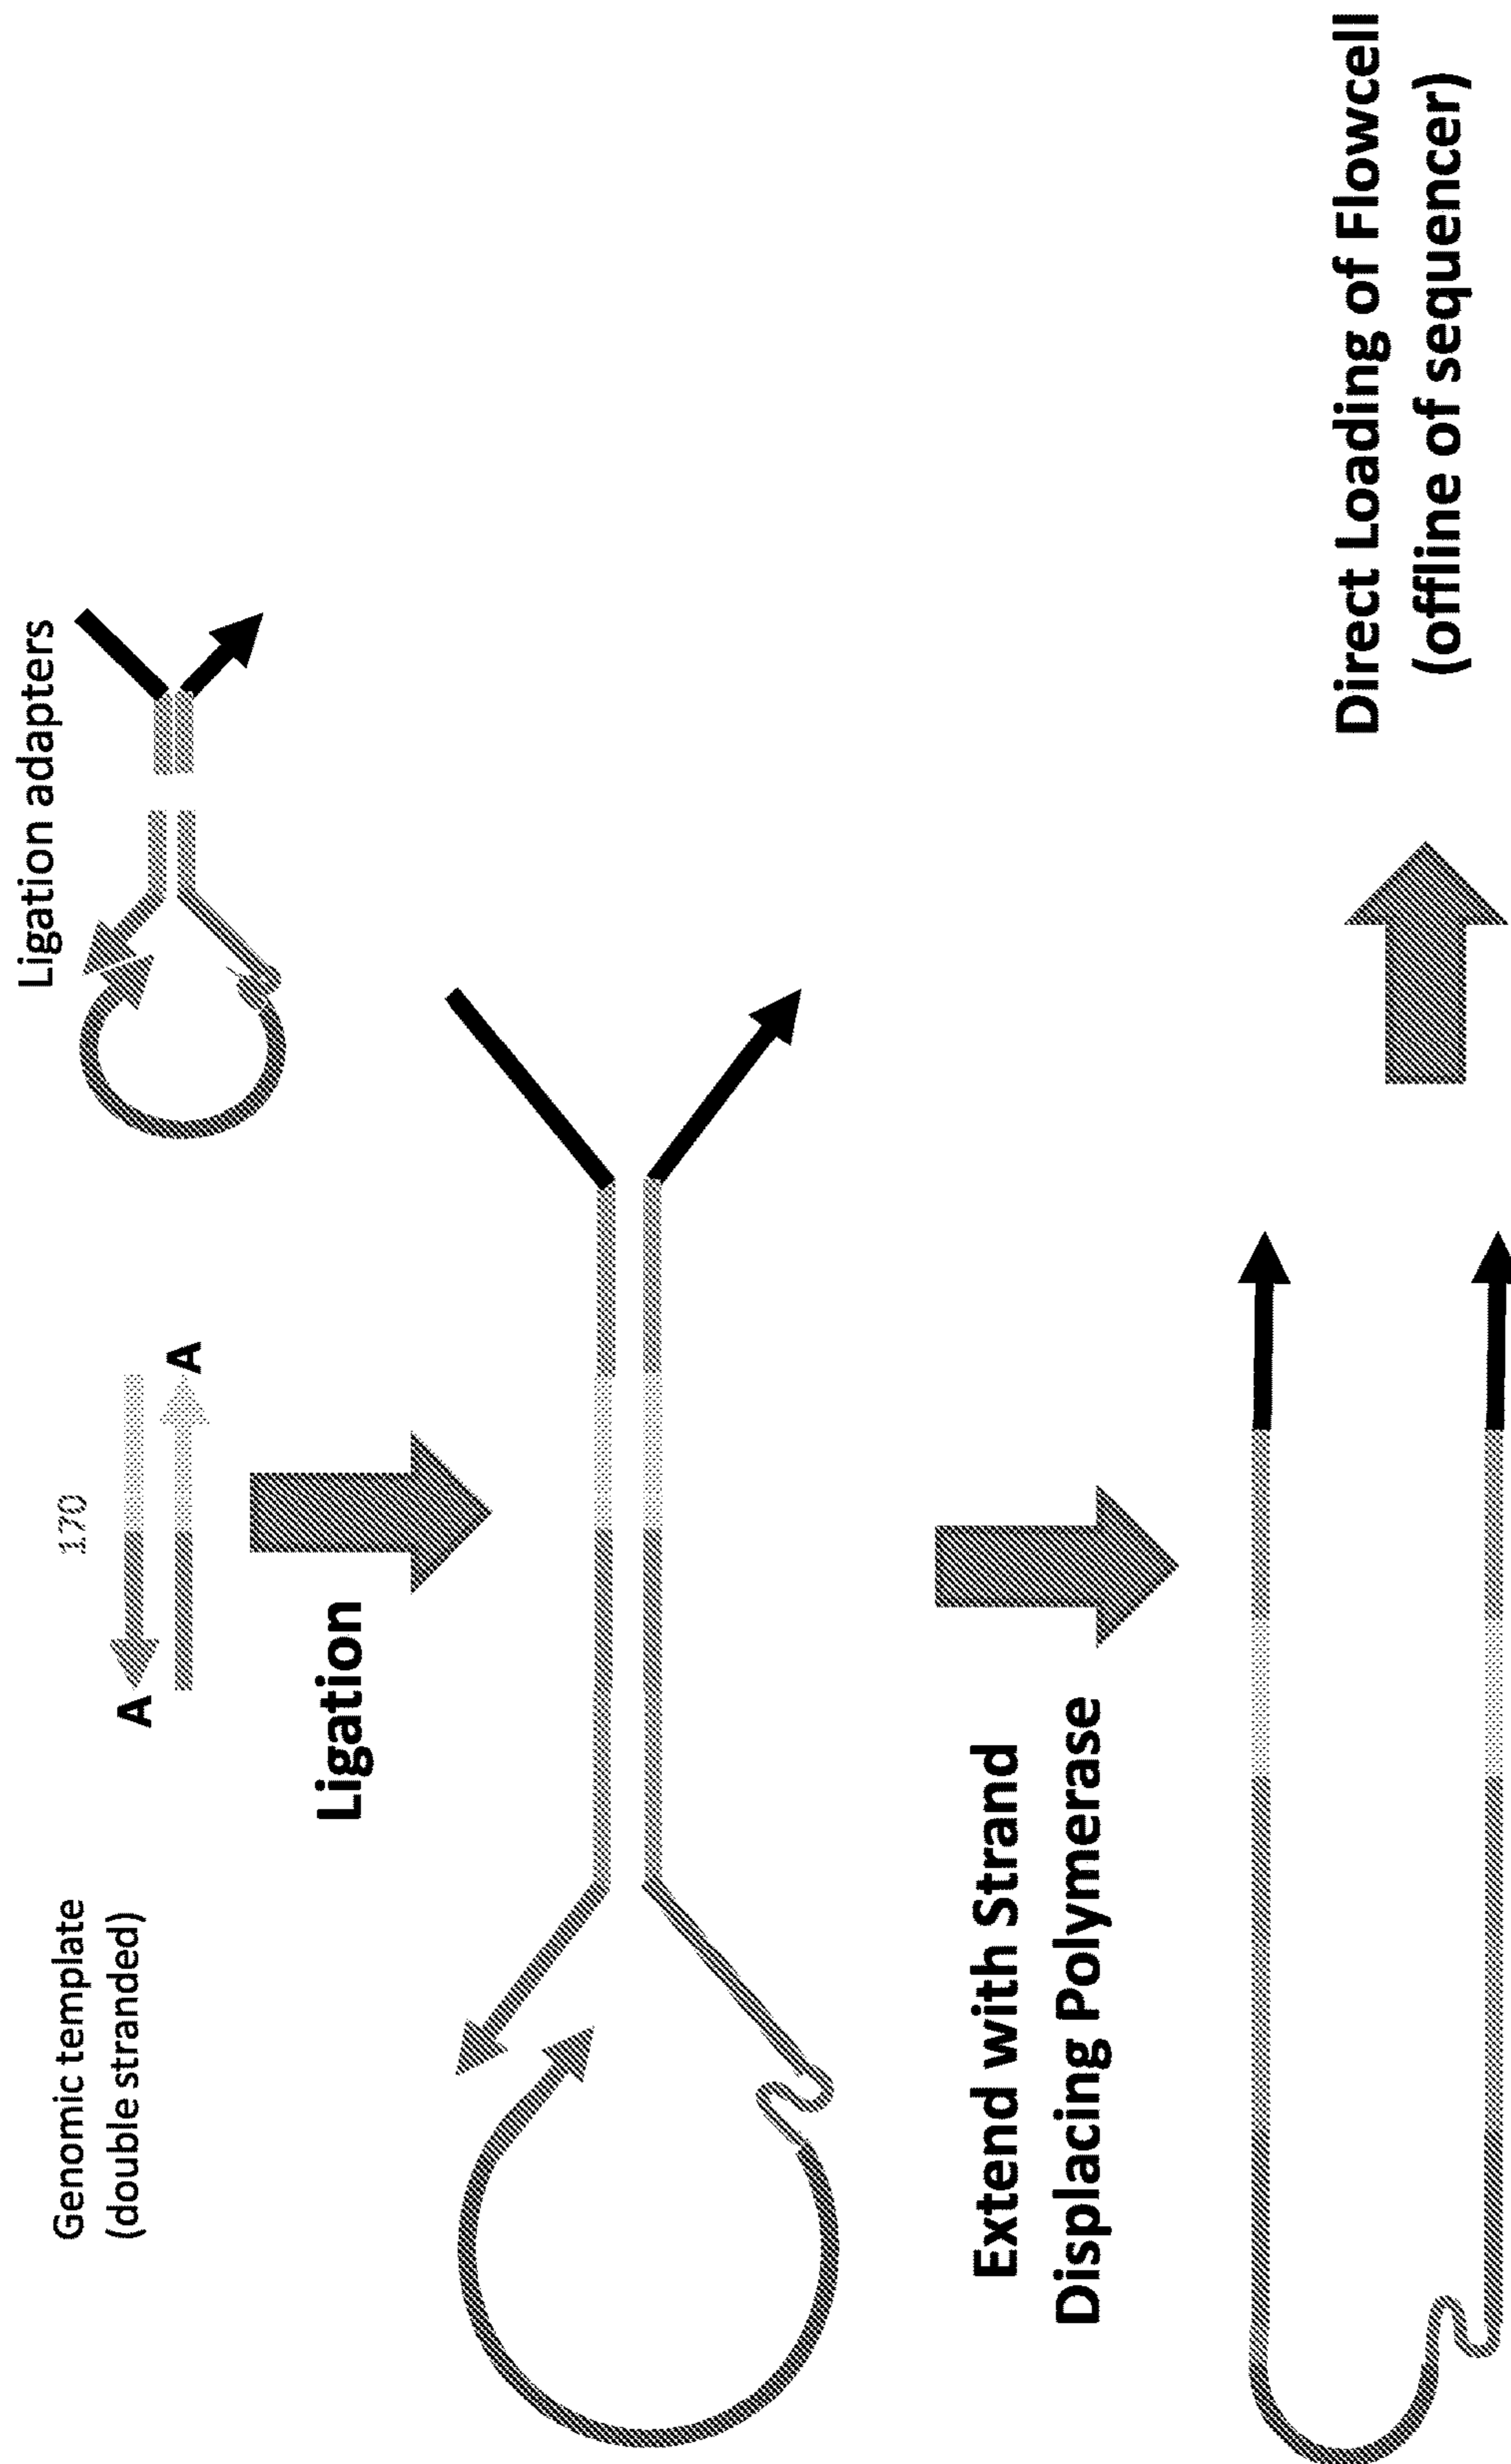 Genomic template
(double stranded)
170
A
A
Ligation adapters
Ligation
Extend with Strand
Displacing Polymerase
Direct Loading of Flowcell
(offline of sequencer)